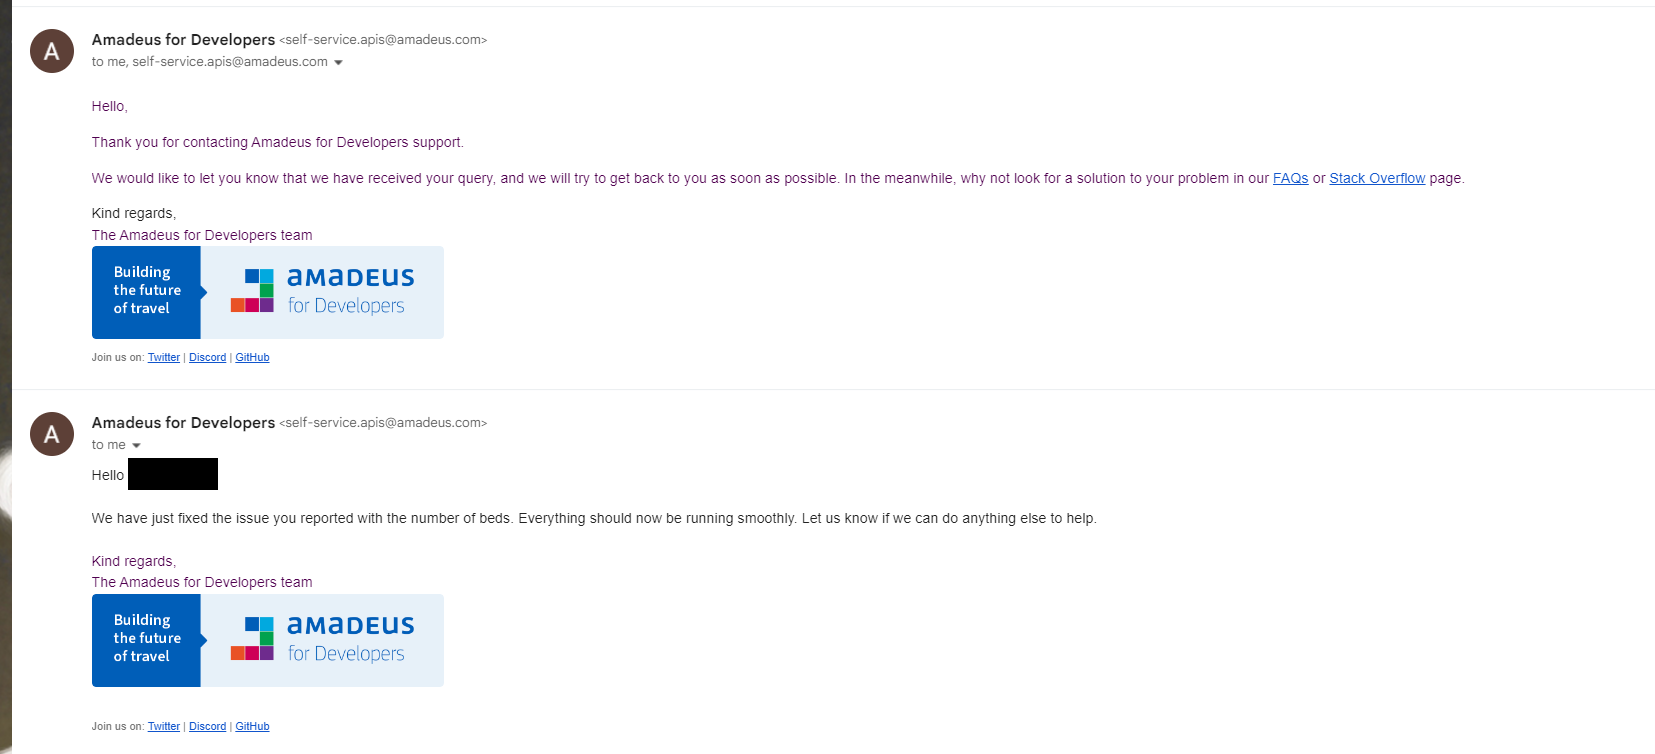 A
Amadeus for Developers <self-service.apis@amadeus.com>
to me, self-service.apis@amadeus.com
Hello,
Thank you for contacting Amadeus for Developers support.
We would like to let you know that we have received your query, and we will try to get back to you as soon as possible. In the meanwhile, why not look for a solution to your problem in our FAQs or Stack Overflow page.
Kind regards,
The Amadeus for Developers team
Building
the future
of travel
amadeus
for Developers
Join us on: Twitter | Discord | GitHub
A
Amadeus for Developers <self-service.apis@amadeus.com>
to me
Hello
We have just fixed the issue you reported with the number of beds. Everything should now be running smoothly. Let us know if we can do anything else to help.
Kind regards,
The Amadeus for Developers team
Building
the future
of travel
amadeus
for Developers
Join us on: Twitter | Discord | GitHub